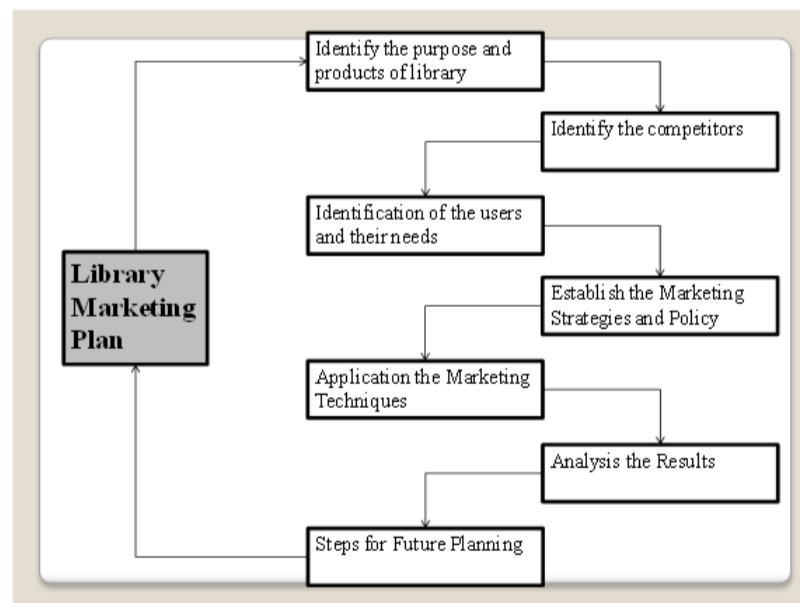 Identify the purpose and
products of library
Identify the competitors
Identification of the users
and their needs
Library
Marketing
Plan
Establish the Marketing
Strategies and Policy
Application the Marketing
Techniques
Analysis the Results
Steps for Future Planning